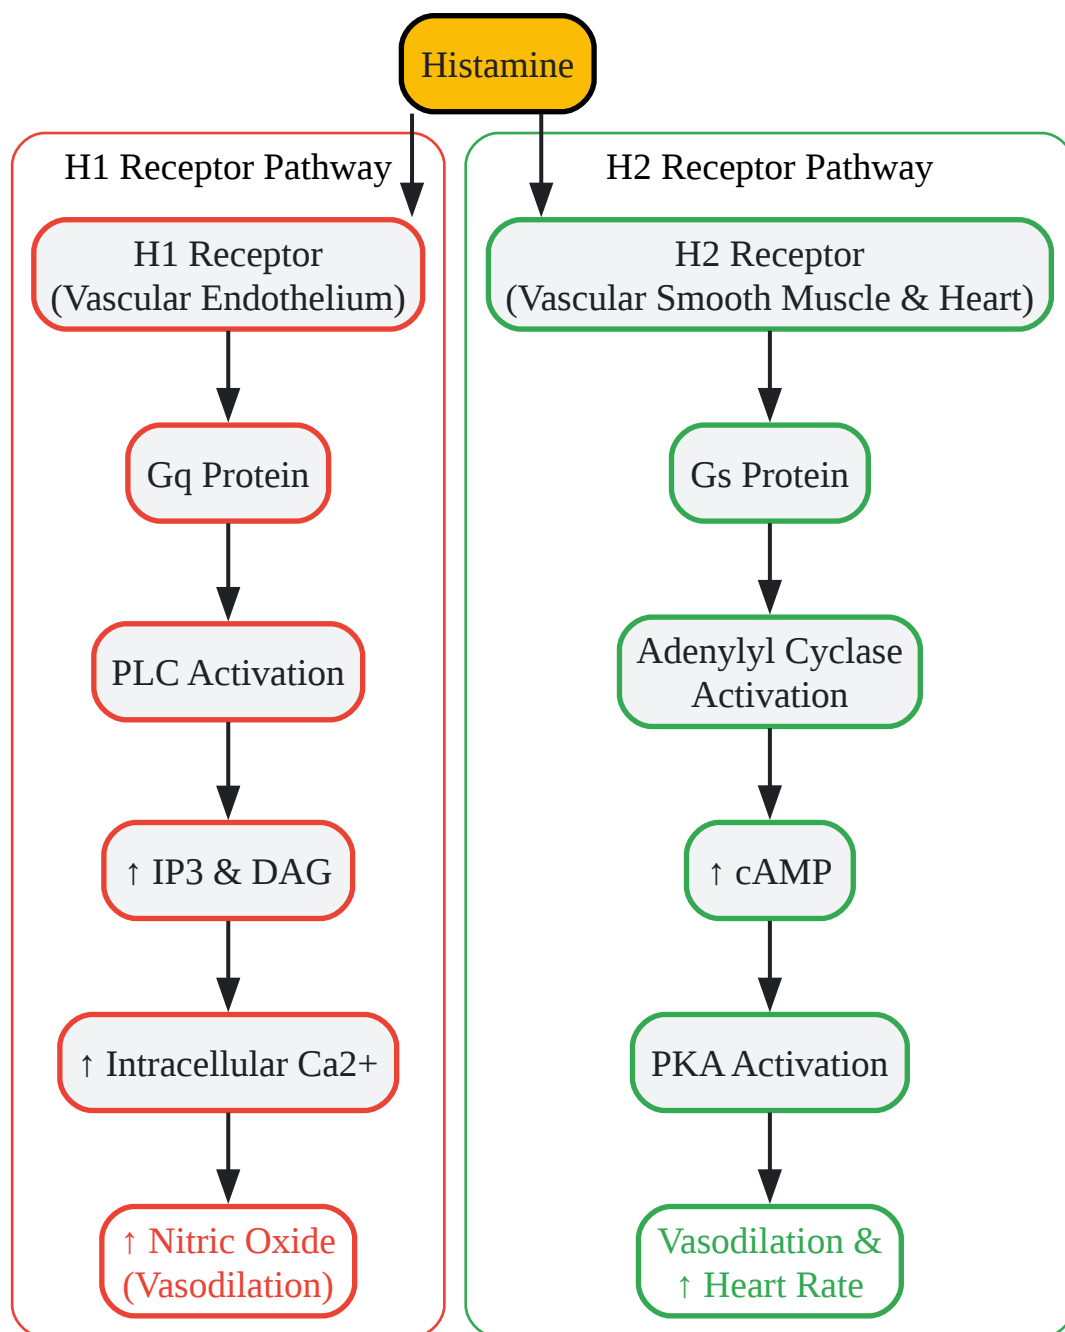 Histamine
H1 Receptor Pathway
H1 Receptor
(Vascular Endothelium)
Gq Protein
PLC Activation
↑ IP3 & DAG
↑ Intracellular Ca2+
↑ Nitric Oxide
(Vasodilation)
H2 Receptor Pathway
H2 Receptor
(Vascular Smooth Muscle & Heart)
Gs Protein
Adenylyl Cyclase
Activation
↑ cAMP
PKA Activation
Vasodilation &
↑ Heart Rate